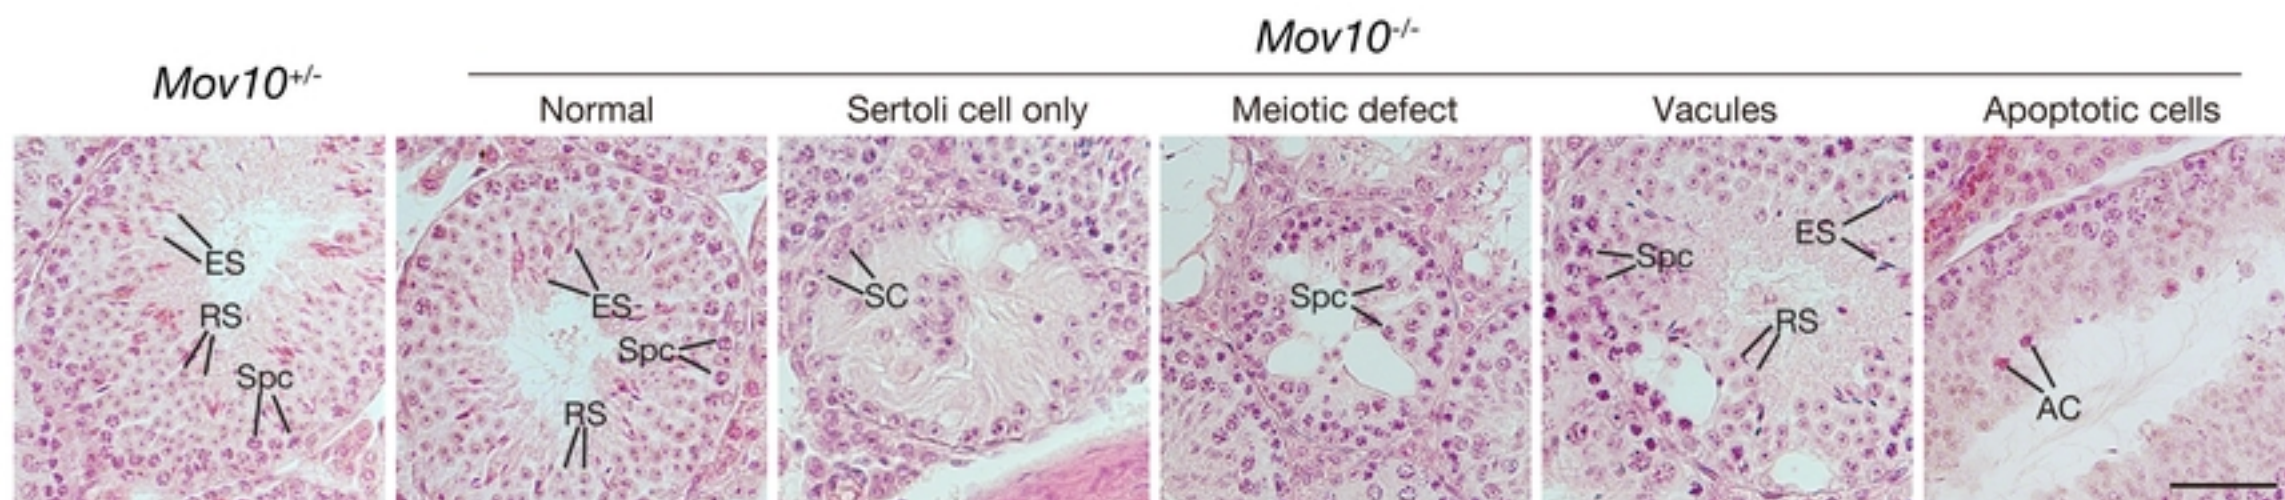 Mov10-/-
Mov10+/-
Normal
Sertoli cell only
Meiotic defect
Vacules
Apoptotic cells
ES
RS
Spc
ES
Spc
RS
SC
Spc
Spc
ES
RS
AC